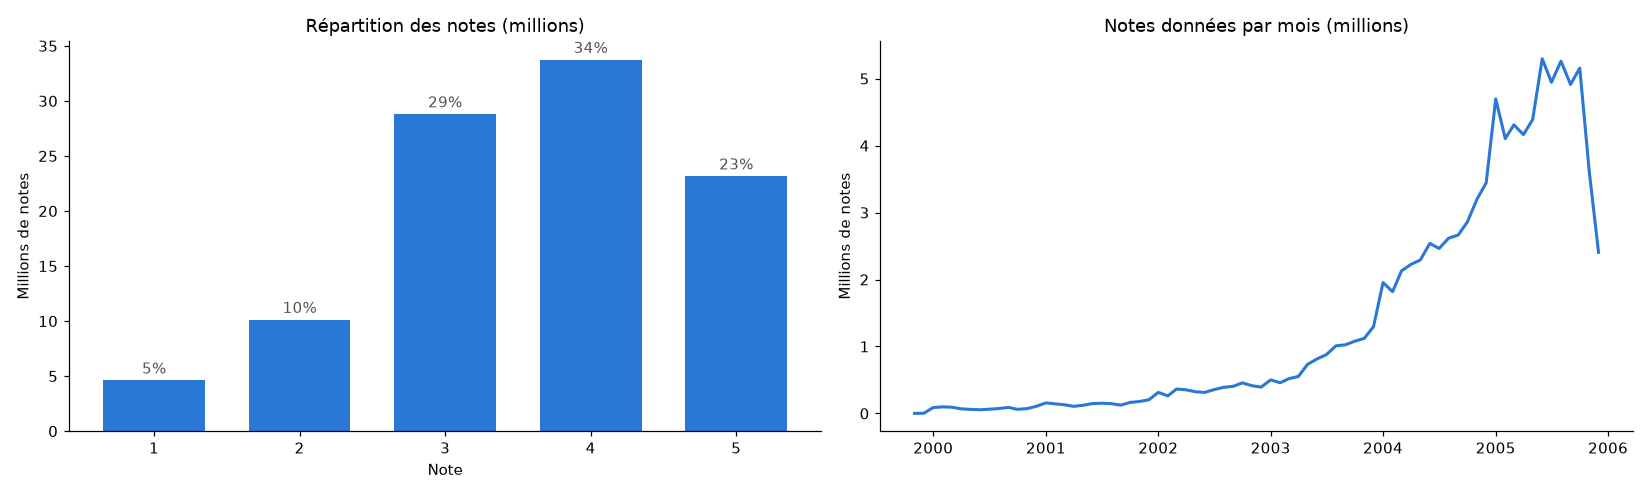 Répartition des notes (millions)
Millions de notes
35
30
25
20
15
10
5
0
5%
10%
29%
34%
23%
1 2 3 4 5
Note
Notes données par mois (millions)
Millions de notes
5
4
3
2
1
0
2000 2001 2002 2003 2004 2005 2006